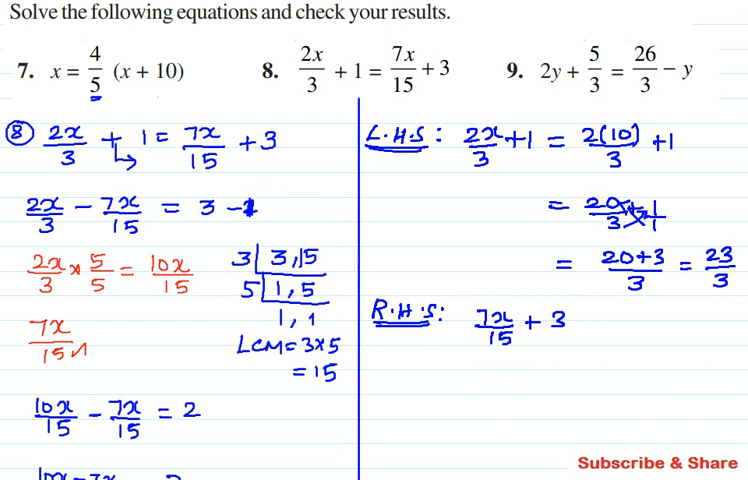 Solve the following equations and check your results.
7. x = 4/5 (x + 10)
8. 2x/3 + 1 = 7x/15 + 3
9. 2y + 5/3 = 26/3 − y
⑧ 2x/3 + 1 = 7x/15 + 3
2x/3 − 7x/15 = 3 − 1
2x/3 × 5/5 = 10x/15
7x/15
3 | 3, 15
5 | 1, 5
1, 1
LCM = 3×5
= 15
10x/15 − 7x/15 = 2
L.H.S: 2x/3 + 1 = 2(10)/3 + 1
= 20/3 + 1/1
= 20+3/3 = 23/3
R.H.S: 7x/15 + 3
Subscribe & Share